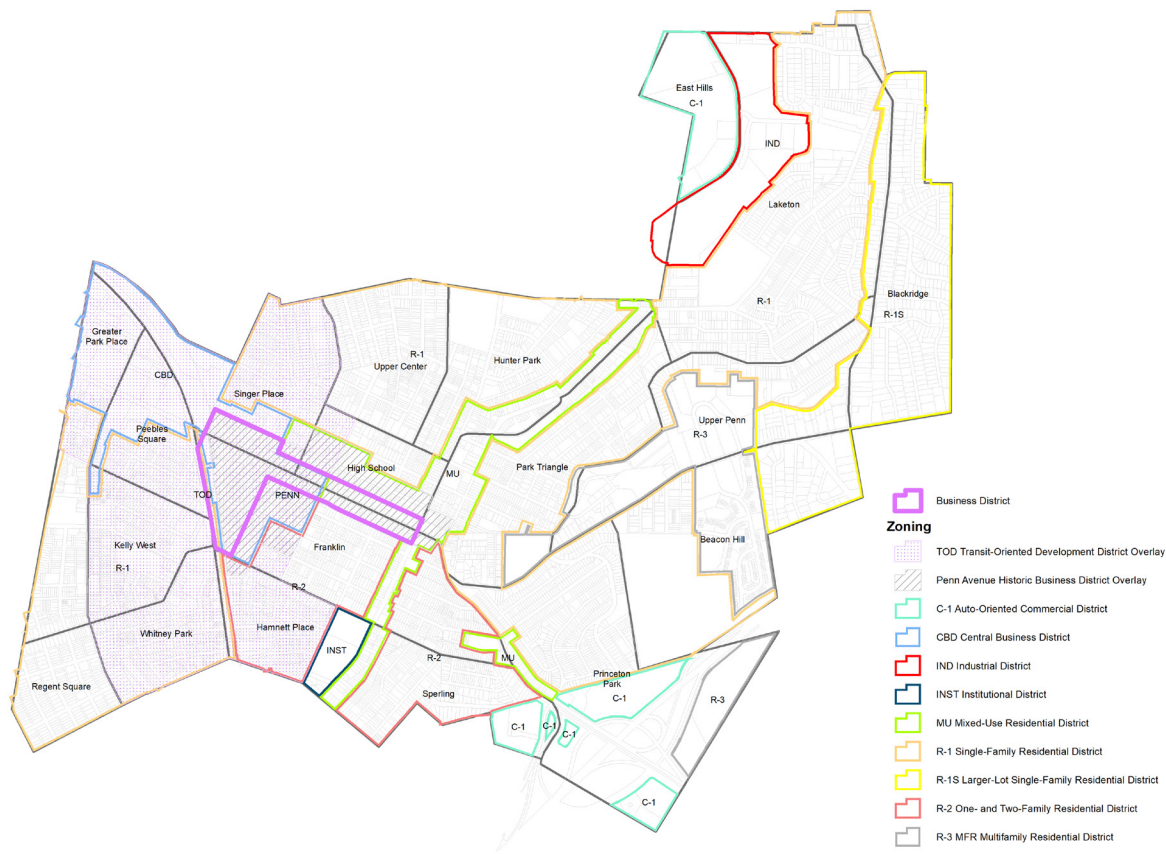 East Hills
C-1
IND
Laketon
R-1
Blackridge
R-1S
Greater
Park Place
CBD
R-1
Upper Center
Hunter Park
Singer Place
Peebles
Square
High School
MU
Park Triangle
Upper Penn
R-3
TOD
PENN
Kelly West
R-1
Franklin
R-2
Beacon Hill
Whitney Park
Hamnett Place
INST
R-2
MU
Regent Square
Sperling
Princeton
Park
C-1
R-3
C-1
C-1
C-1
C-1
Business District
Zoning
TOD Transit-Oriented Development District Overlay
Penn Avenue Historic Business District Overlay
C-1 Auto-Oriented Commercial District
CBD Central Business District
IND Industrial District
INST Institutional District
MU Mixed-Use Residential District
R-1 Single-Family Residential District
R-1S Larger-Lot Single-Family Residential District
R-2 One- and Two-Family Residential District
R-3 MFR Multifamily Residential District